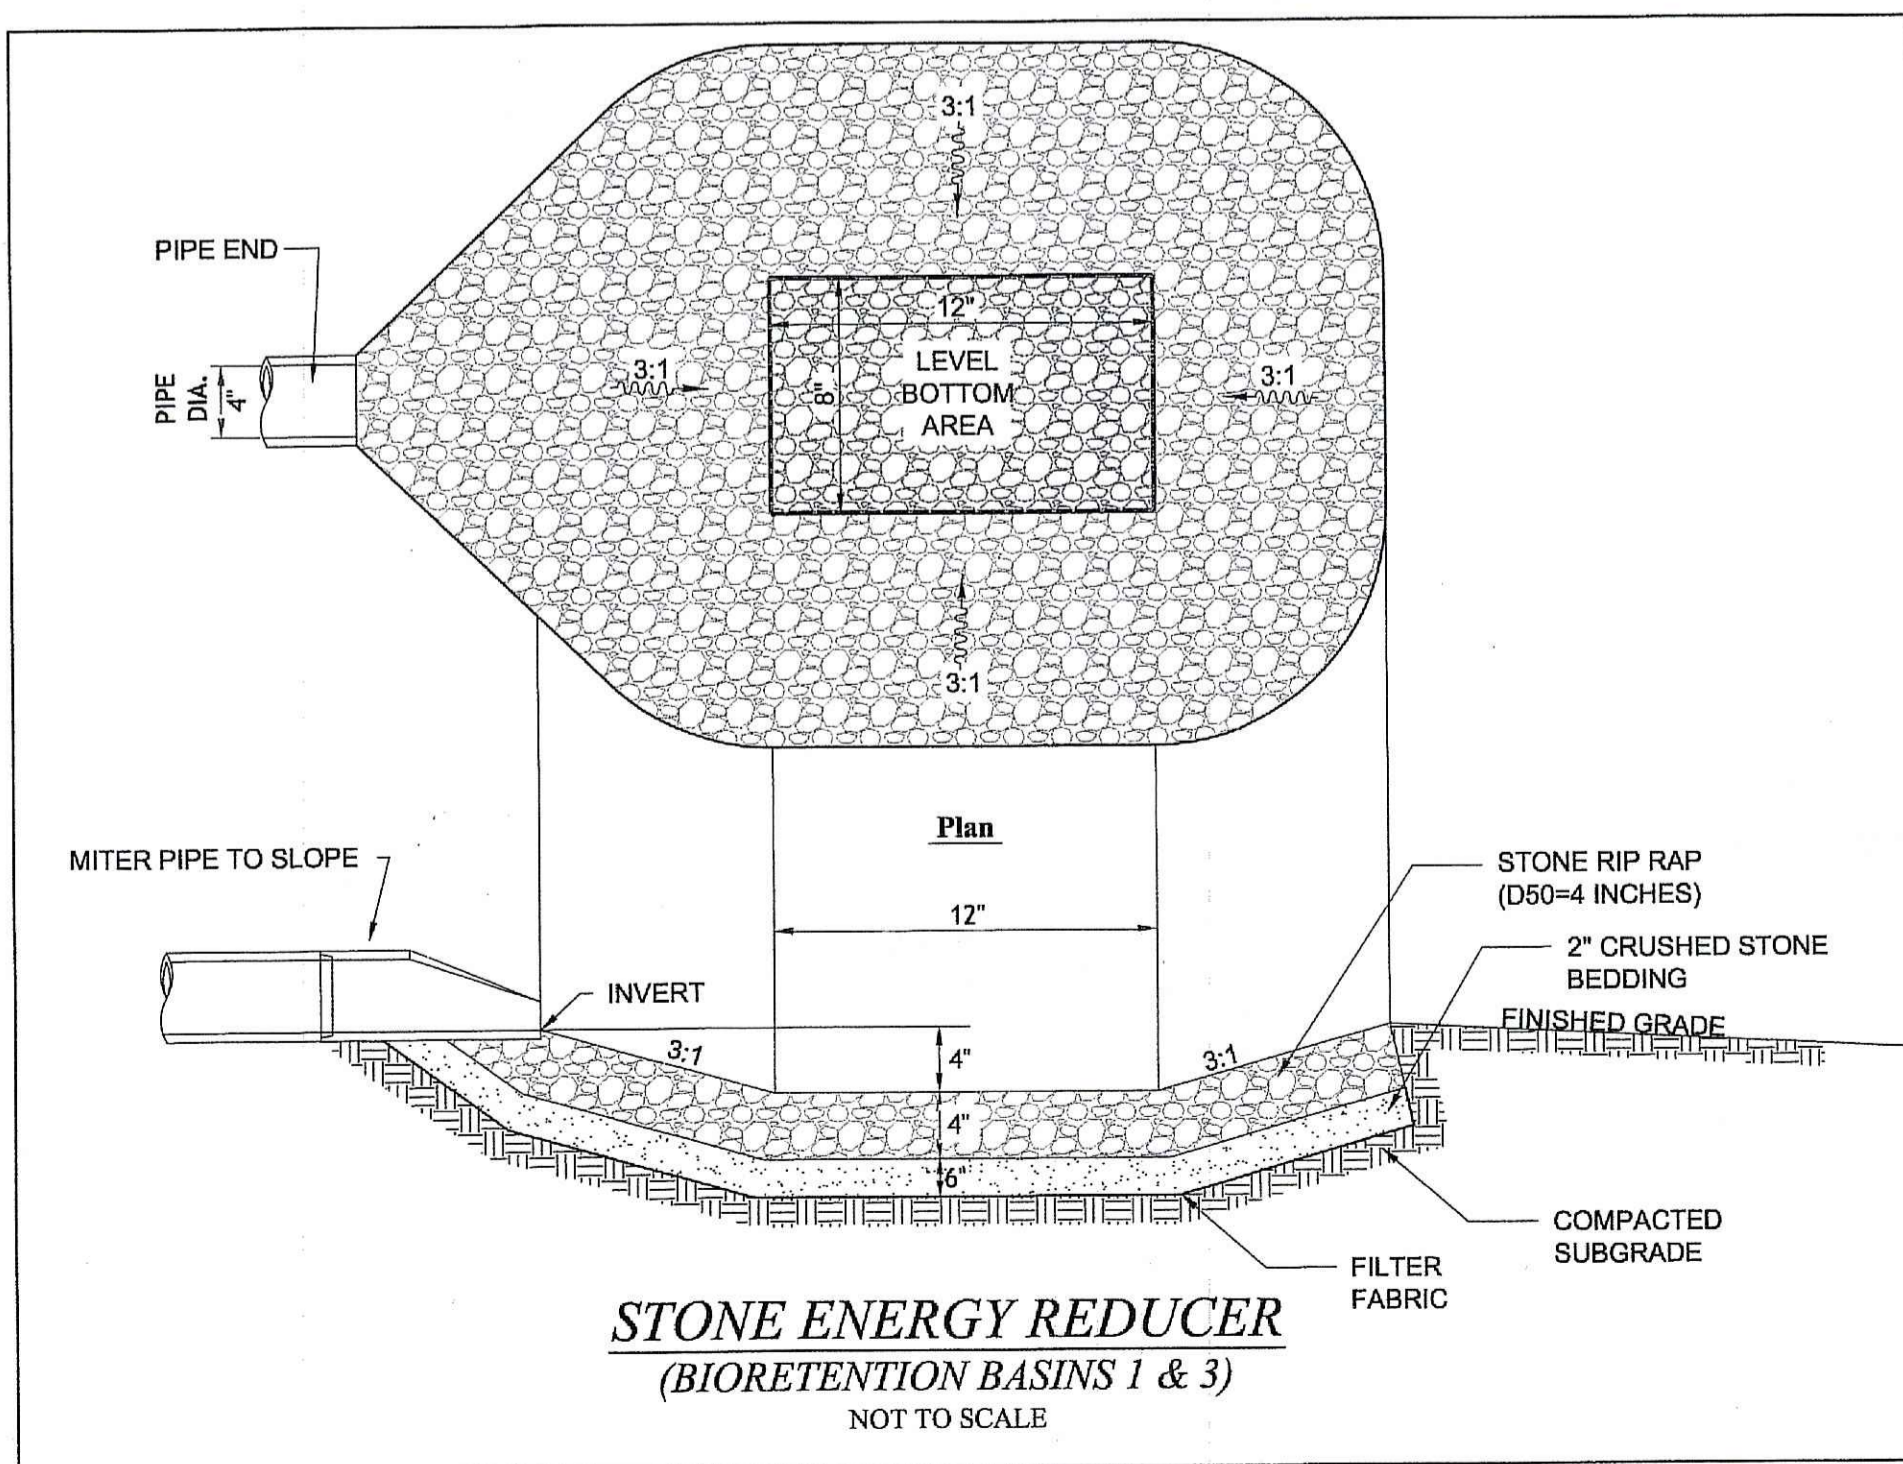 3:1
PIPE END
12"
PIPE
DIA.
4"
3:1
8"
LEVEL
BOTTOM
AREA
3:1
3:1
Plan
MITER PIPE TO SLOPE
STONE RIP RAP
(D50=4 INCHES)
12"
2" CRUSHED STONE
BEDDING
INVERT
FINISHED GRADE
3:1
4"
3:1
4"
6"
COMPACTED
SUBGRADE
FILTER
FABRIC
STONE ENERGY REDUCER
(BIORETENTION BASINS 1 & 3)
NOT TO SCALE